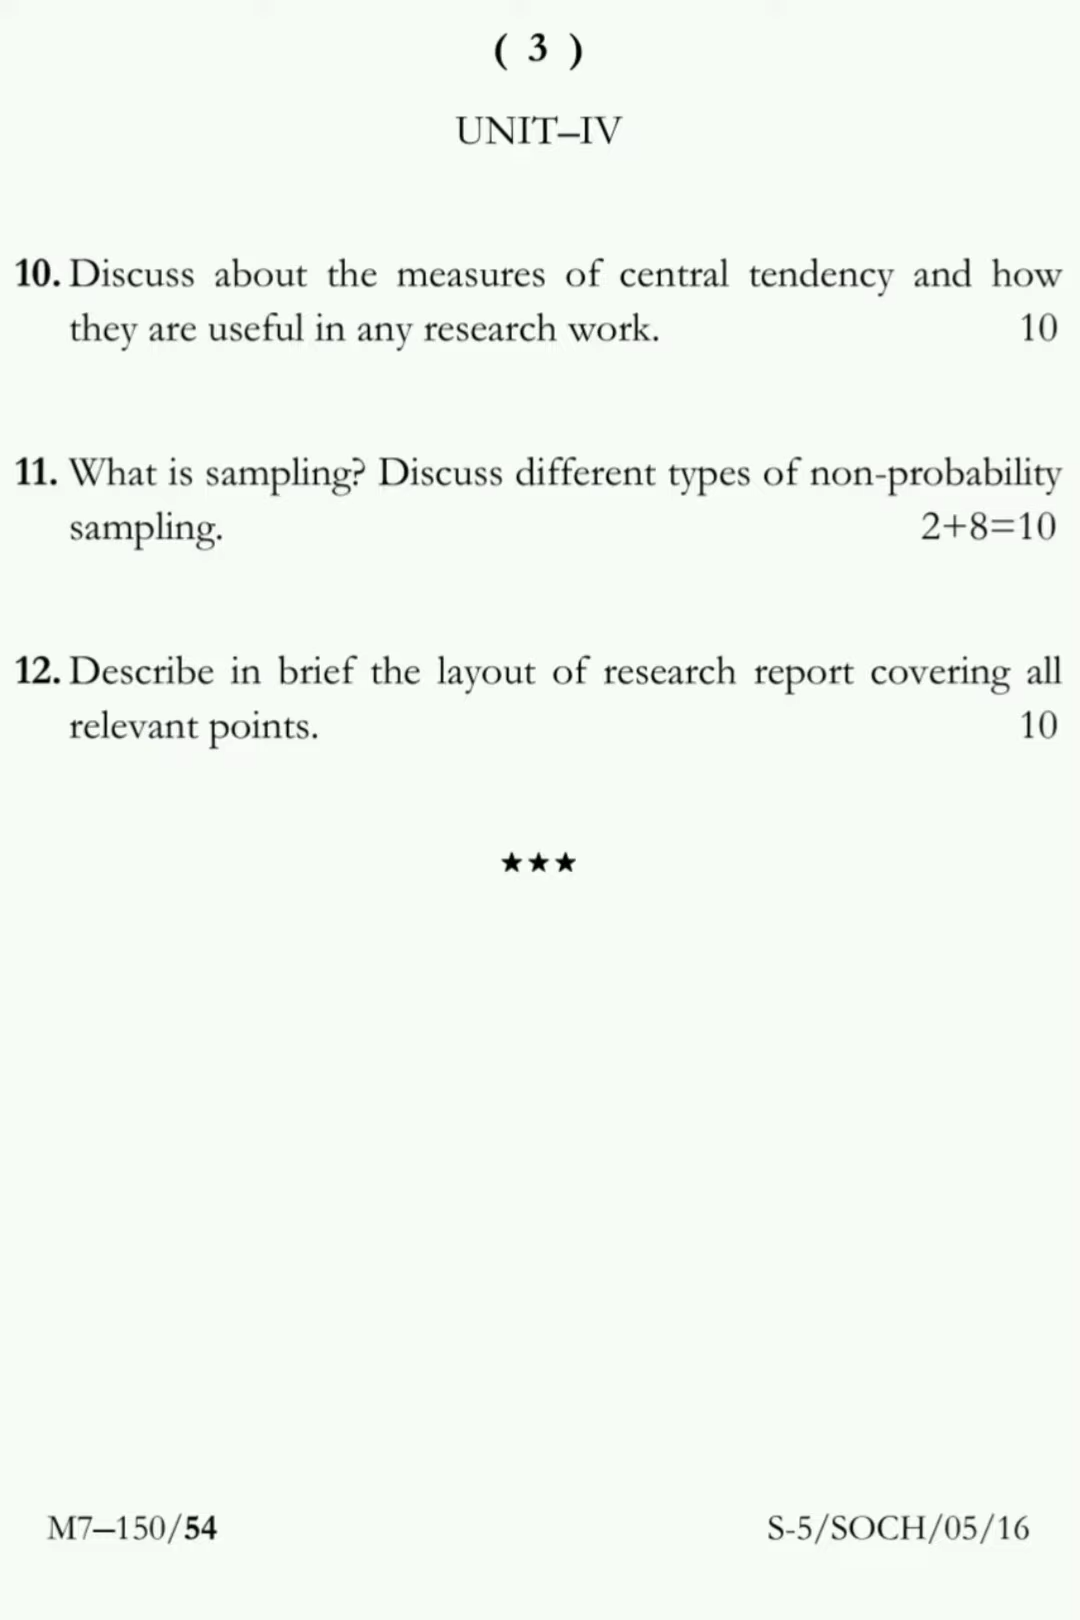 ( 3 )
UNIT–IV
10. Discuss about the measures of central tendency and how
they are useful in any research work. 10
11. What is sampling? Discuss different types of non-probability
sampling. 2+8=10
12. Describe in brief the layout of research report covering all
relevant points. 10
★★★
M7–150/54 S-5/SOCH/05/16